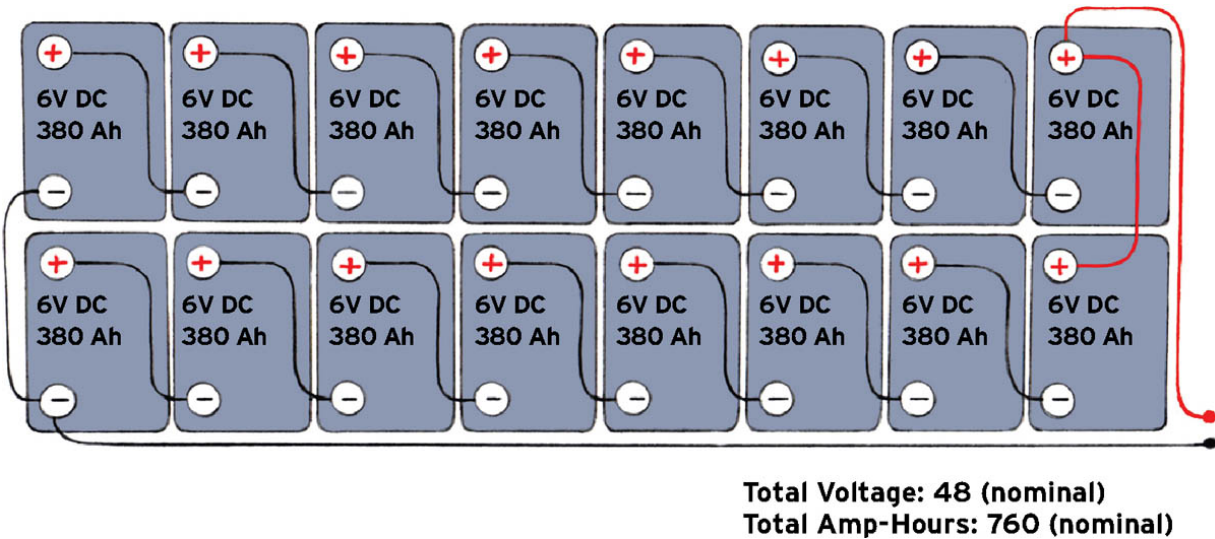 + + + + + + + +
6V DC 6V DC 6V DC 6V DC 6V DC 6V DC 6V DC 6V DC
380 Ah 380 Ah 380 Ah 380 Ah 380 Ah 380 Ah 380 Ah 380 Ah
− − − − − − − −
+ + + + + + + +
6V DC 6V DC 6V DC 6V DC 6V DC 6V DC 6V DC 6V DC
380 Ah 380 Ah 380 Ah 380 Ah 380 Ah 380 Ah 380 Ah 380 Ah
− − − − − − − −
Total Voltage: 48 (nominal)
Total Amp-Hours: 760 (nominal)